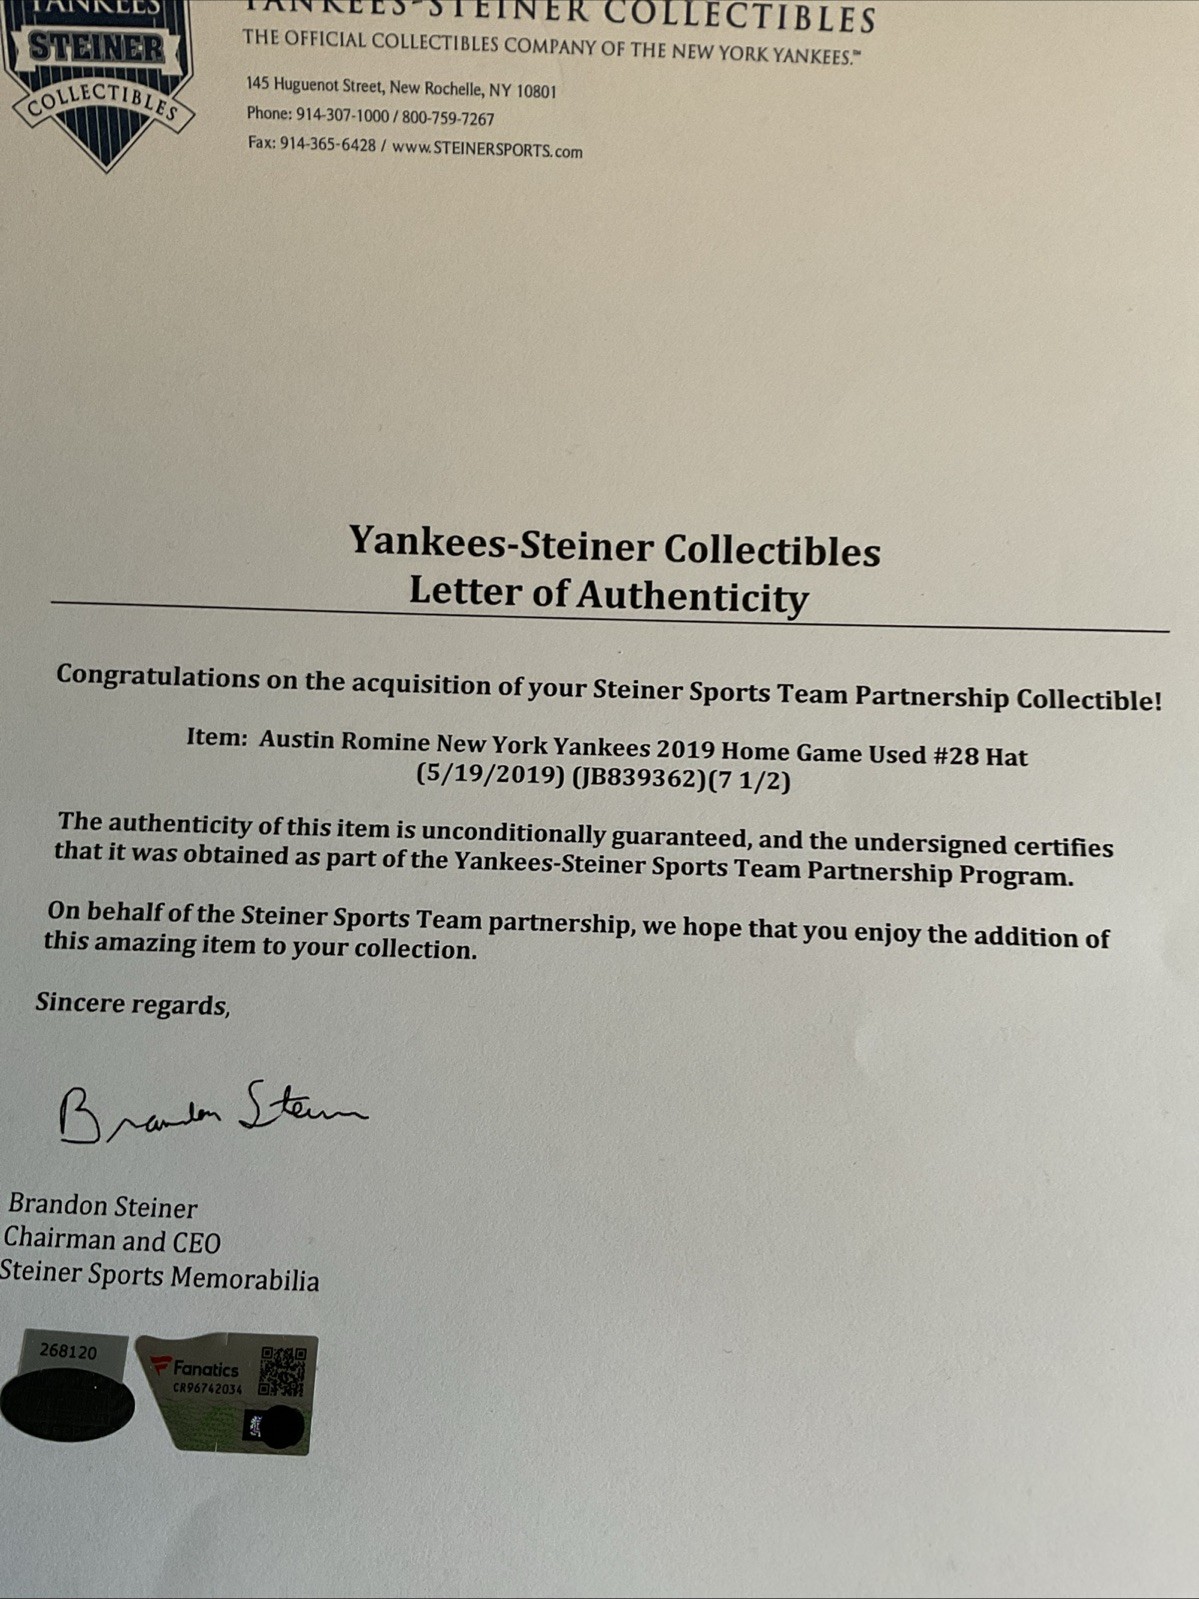 YANKEES
STEINER
COLLECTIBLES
YANKEES-STEINER COLLECTIBLES
THE OFFICIAL COLLECTIBLES COMPANY OF THE NEW YORK YANKEES.℠
145 Huguenot Street, New Rochelle, NY 10801
Phone: 914-307-1000 / 800-759-7267
Fax: 914-365-6428 / www.STEINERSPORTS.com
Yankees-Steiner Collectibles
Letter of Authenticity
Congratulations on the acquisition of your Steiner Sports Team Partnership Collectible!
Item: Austin Romine New York Yankees 2019 Home Game Used #28 Hat
(5/19/2019) (JB839362)(7 1/2)
The authenticity of this item is unconditionally guaranteed, and the undersigned certifies
that it was obtained as part of the Yankees-Steiner Sports Team Partnership Program.
On behalf of the Steiner Sports Team partnership, we hope that you enjoy the addition of
this amazing item to your collection.
Sincere regards,
Brandon Steiner
Brandon Steiner
Chairman and CEO
Steiner Sports Memorabilia
268120
Fanatics
CR96742034